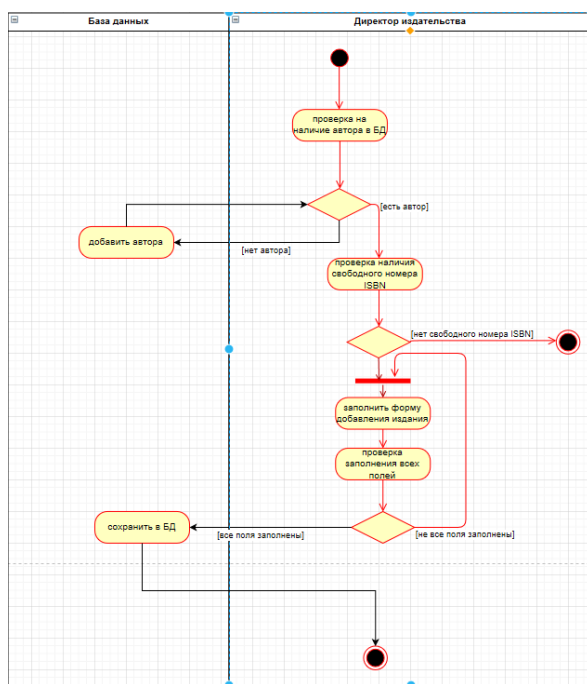 База данных
Директор издательства
проверка на
наличие автора в БД
[есть автор]
добавить автора
[нет автора]
проверка наличия
свободного номера
ISBN
[нет свободного номера ISBN]
заполнить форму
добавления издания
проверка
заполнения всех
полей
сохранить в БД
[все поля заполнены]
[не все поля заполнены]